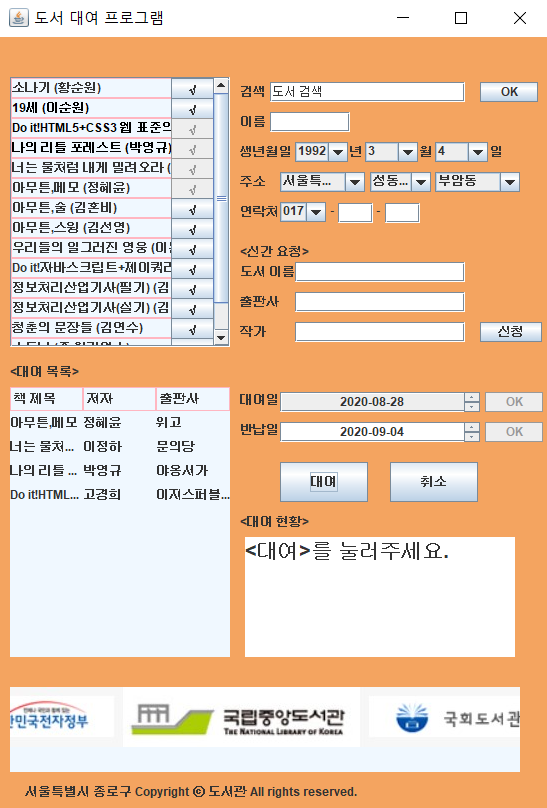 도서 대여 프로그램
소나기 (황순원)
√
19세 (이순원)
√
Do it!HTML5+CSS3 웹 표준의
√
나의 리틀 포레스트 (박영규)
√
너는 물처럼 내게 밀려오라 (
√
아무튼,메모 (정혜윤)
√
아무튼,술 (김혼비)
√
아무튼,스윙 (김선영)
√
우리들의 일그러진 영웅 (이문
√
Do it!자바스크립트+제이쿼리
√
정보처리산업기사(필기) (김
√
정보처리산업기사(실기) (김
√
청춘의 문장들 (김연수)
√
검색 도서 검색 OK
이름
생년월일 1992 년 3 월 4 일
주소 서울특... 성동... 부암동
연락처 017 - -
<신간 요청>
도서 이름
출판사
작가 신청
<대여 목록>
책 제목 저자 출판사
아무튼,메모 정혜윤 위고
너는 물처... 이정하 문의당
나의 리틀 ... 박영규 야옹서가
Do it!HTML... 고경희 이지스퍼블...
대여일 2020-08-28 OK
반납일 2020-09-04 OK
대여 취소
<대여 현황>
<대여>를 눌러주세요.
언제나 국민과 함께 있는
한민국전자정부
국립중앙도서관
THE NATIONAL LIBRARY OF KOREA
국회도서관
서울특별시 종로구 Copyright ⓒ 도서관 All rights reserved.